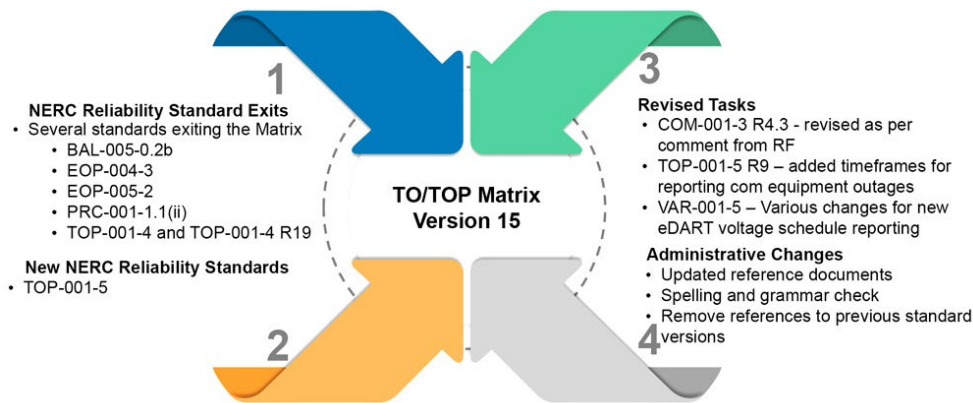 1
NERC Reliability Standard Exits
• Several standards exiting the Matrix
• BAL-005-0.2b
• EOP-004-3
• EOP-005-2
• PRC-001-1.1(ii)
• TOP-001-4 and TOP-001-4 R19
New NERC Reliability Standards
• TOP-001-5
2
TO/TOP Matrix
Version 15
3
Revised Tasks
• COM-001-3 R4.3 - revised as per
comment from RF
• TOP-001-5 R9 – added timeframes for
reporting com equipment outages
• VAR-001-5 – Various changes for new
eDART voltage schedule reporting
Administrative Changes
• Updated reference documents
• Spelling and grammar check
• Remove references to previous standard
versions
4